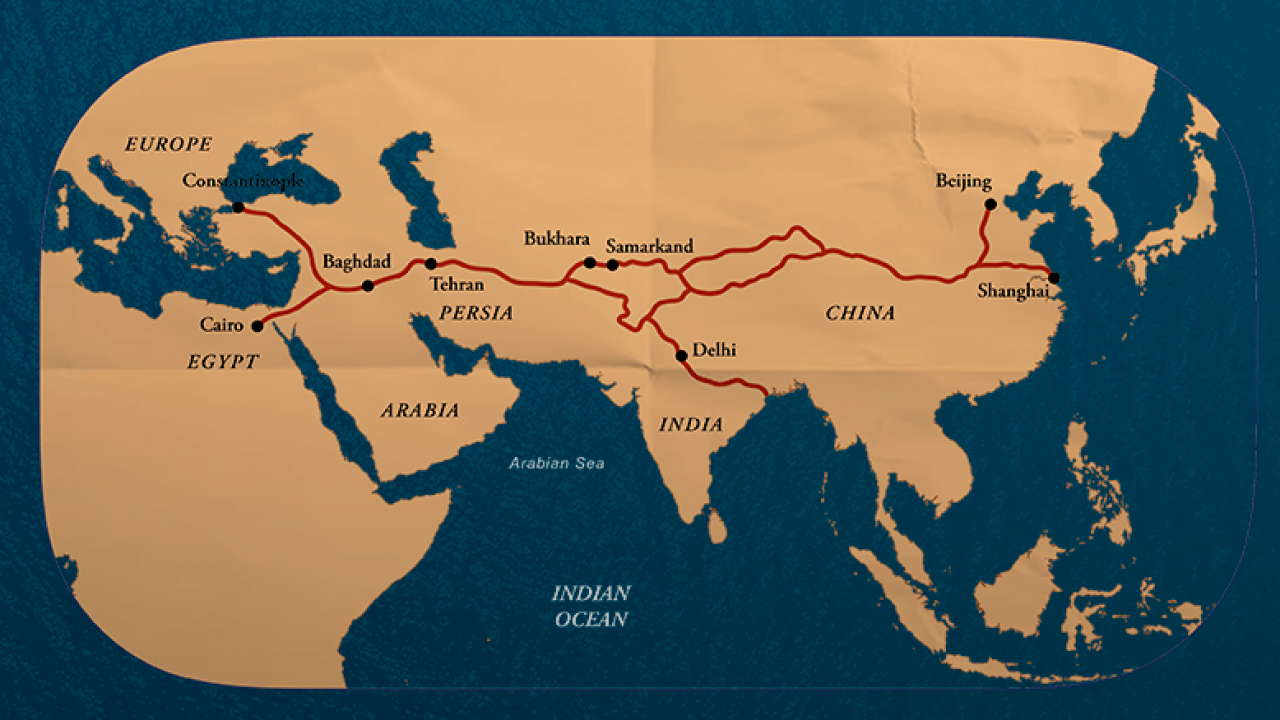 EUROPE
Constantinople
Beijing
Bukhara
Samarkand
Baghdad
Tehran
Shanghai
PERSIA
CHINA
Cairo
EGYPT
Delhi
ARABIA
INDIA
Arabian Sea
INDIAN
OCEAN